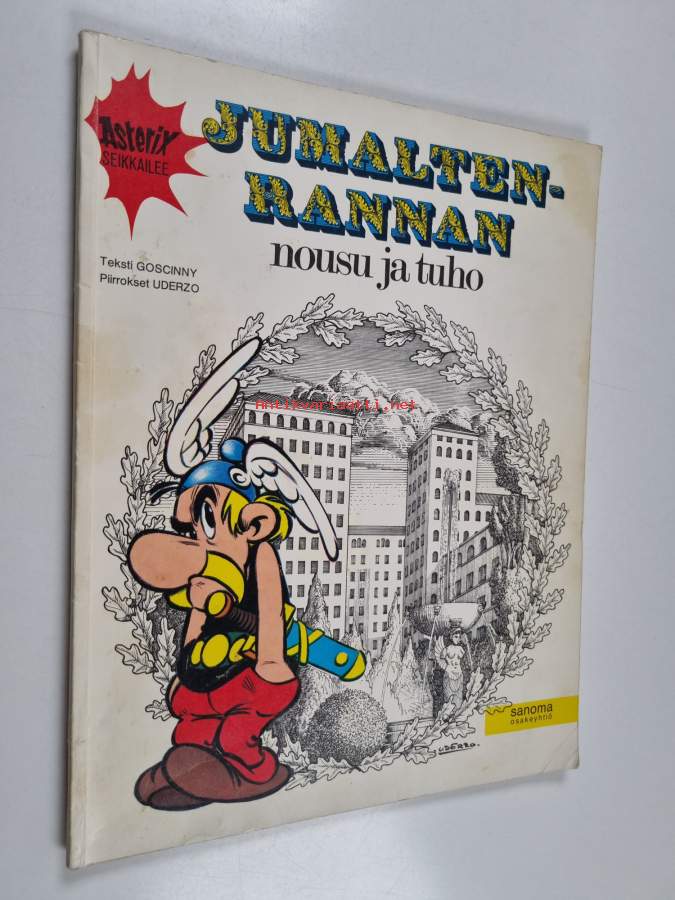 Asterix
SEIKKAILEE
JUMALTEN-
RANNAN
nousu ja tuho
Teksti GOSCINNY
Piirrokset UDERZO
Antikvariaatti.net
sanoma
osakeyhtiö
UDERZO.